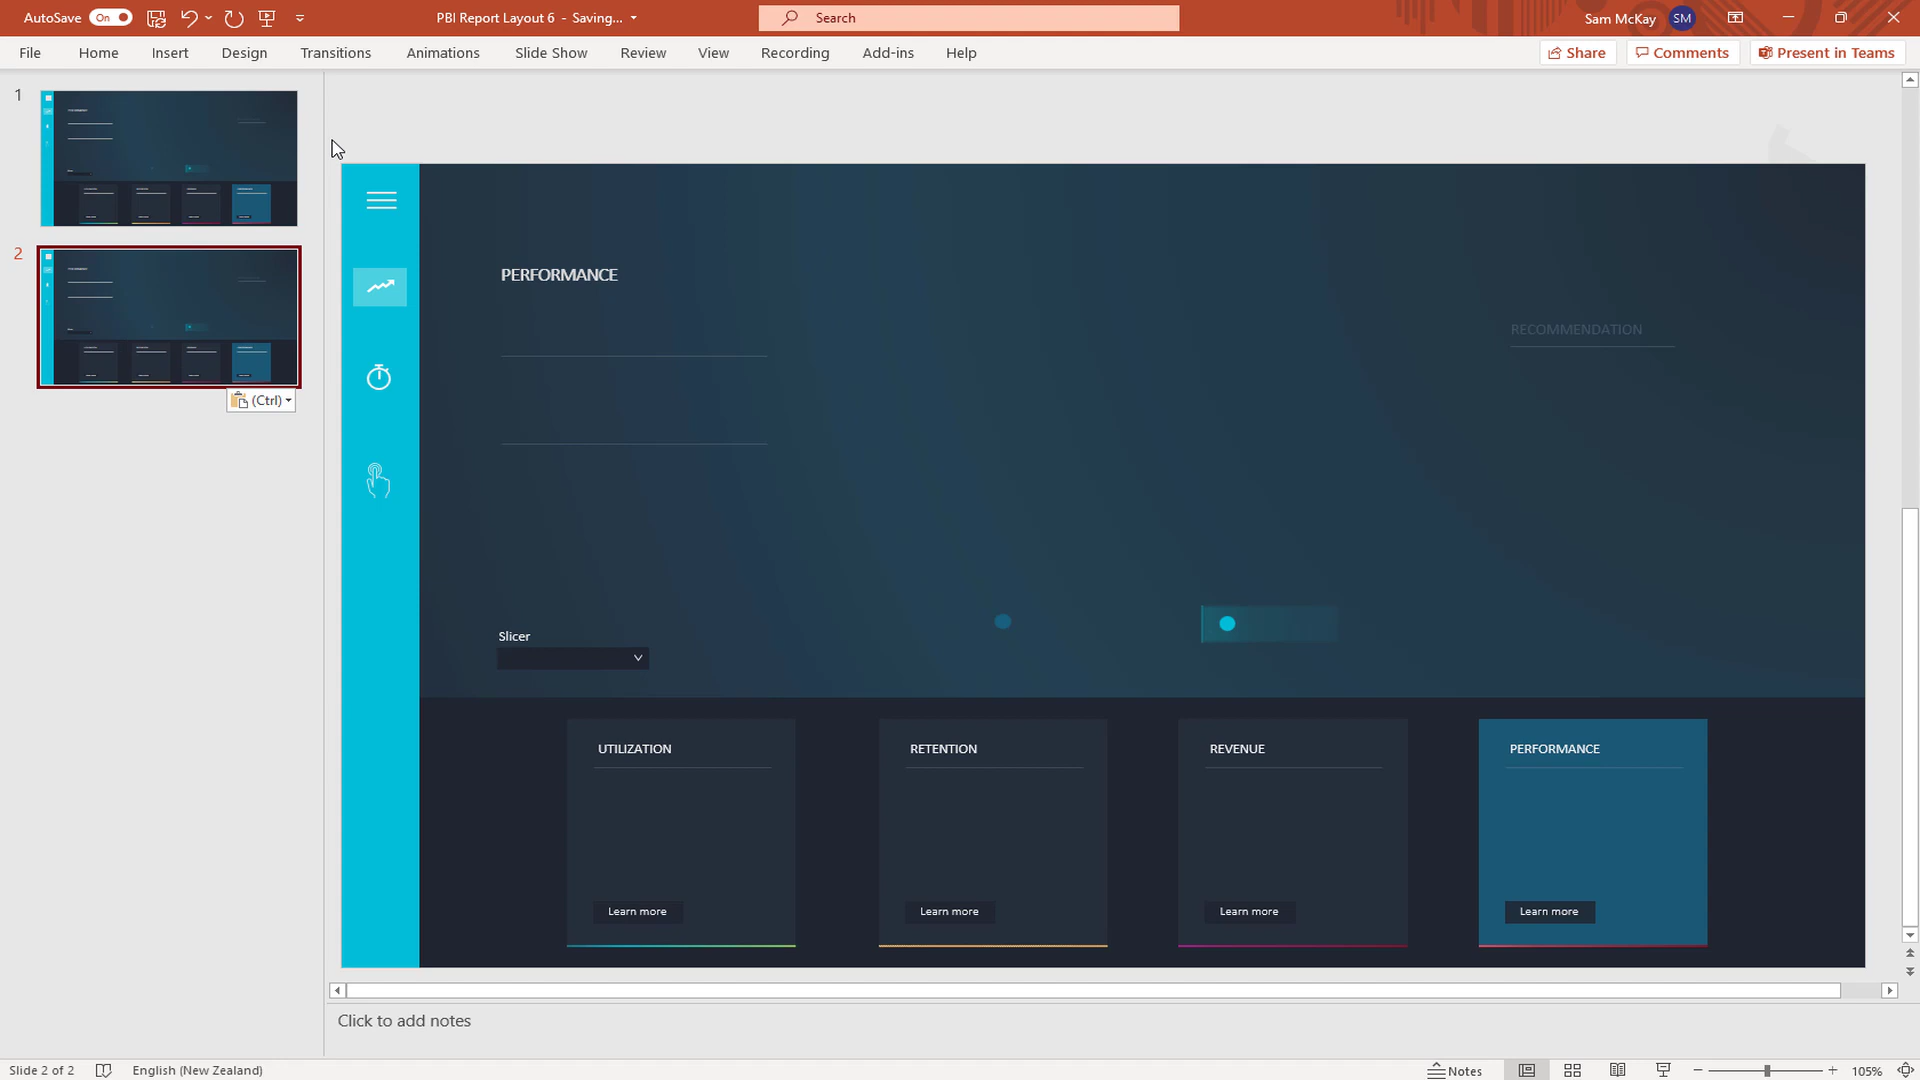 AutoSave On
PBI Report Layout 6 - Saving...
Search
Sam McKay SM
File Home Insert Design Transitions Animations Slide Show Review View Recording Add-ins Help
Share Comments Present in Teams
1
2
(Ctrl)
PERFORMANCE
RECOMMENDATION
Slicer
UTILIZATION RETENTION REVENUE PERFORMANCE
Learn more Learn more Learn more Learn more
Click to add notes
Slide 2 of 2 English (New Zealand) Notes 105%